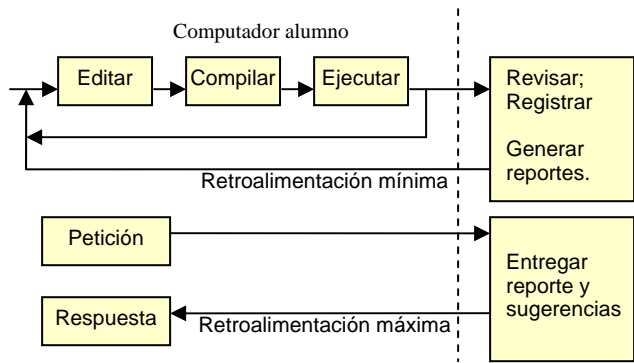 Computador alumno
Editar
Compilar
Ejecutar
Revisar;
Registrar
Generar
reportes.
Retroalimentación mínima
Petición
Entregar
reporte y
sugerencias
Respuesta
Retroalimentación máxima